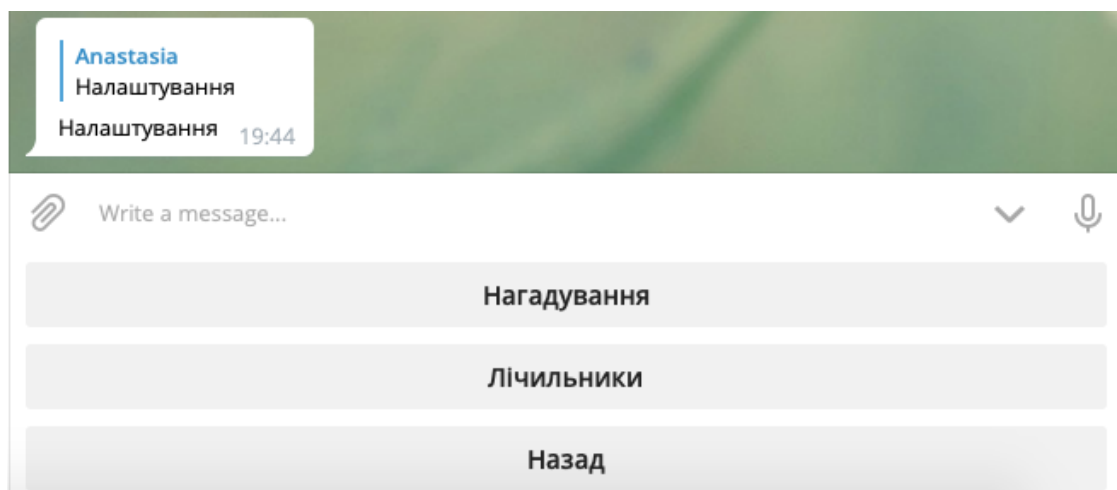 Anastasia
Налаштування
Налаштування 19:44
Write a message...
Нагадування
Лічильники
Назад